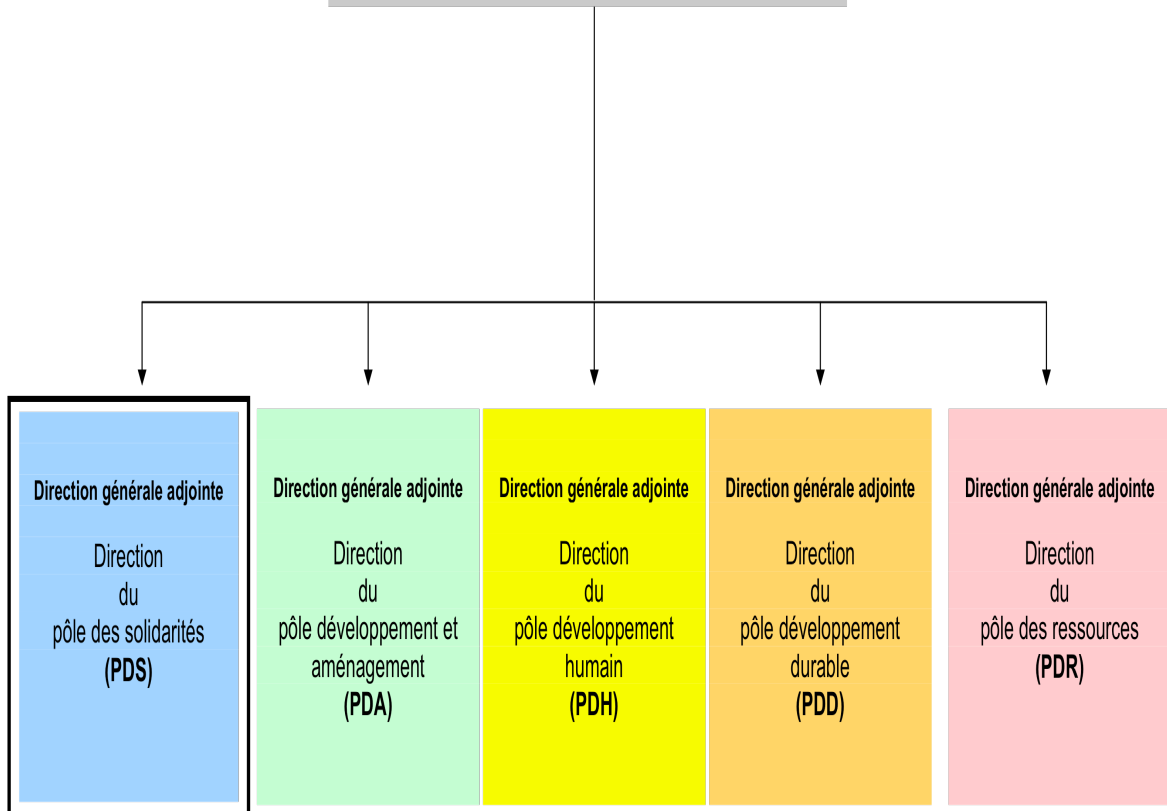 Direction générale adjointe
Direction
du
pôle des solidarités
(PDS)
Direction générale adjointe
Direction
du
pôle développement et
aménagement
(PDA)
Direction générale adjointe
Direction
du
pôle développement
humain
(PDH)
Direction générale adjointe
Direction
du
pôle développement
durable
(PDD)
Direction générale adjointe
Direction
du
pôle des ressources
(PDR)